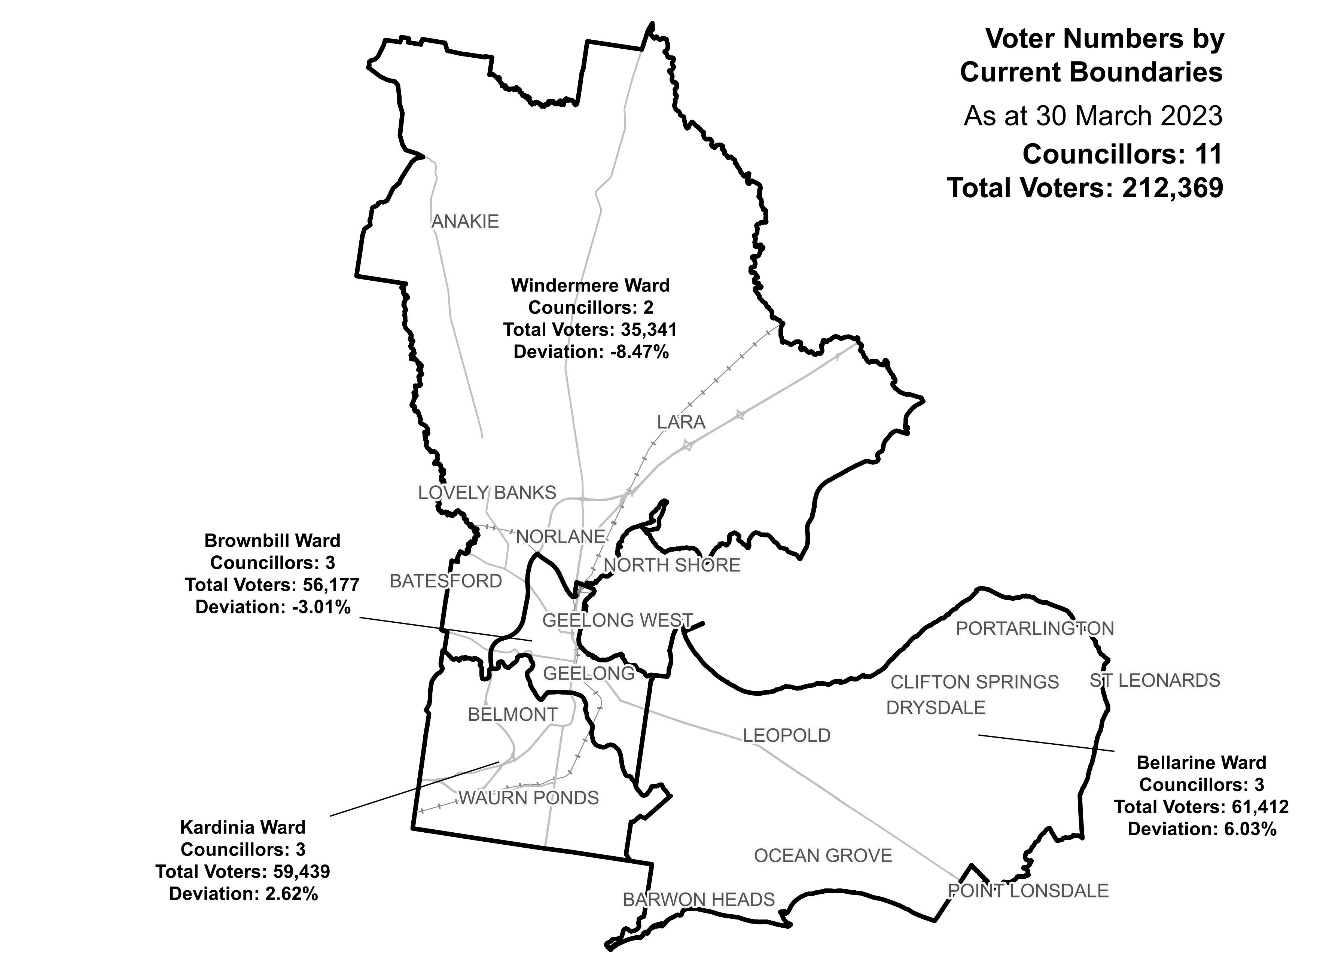 Voter Numbers by
Current Boundaries
As at 30 March 2023
Councillors: 11
Total Voters: 212,369
ANAKIE
Windermere Ward
Councillors: 2
Total Voters: 35,341
Deviation: -8.47%
LARA
LOVELY BANKS
NORLANE
Brownbill Ward
Councillors: 3
Total Voters: 56,177
Deviation: -3.01%
NORTH SHORE
BATESFORD
GEELONG WEST
PORTARLINGTON
GEELONG
CLIFTON SPRINGS
ST LEONARDS
DRYSDALE
BELMONT
LEOPOLD
Bellarine Ward
Councillors: 3
Total Voters: 61,412
Deviation: 6.03%
WAURN PONDS
Kardinia Ward
Councillors: 3
Total Voters: 59,439
Deviation: 2.62%
OCEAN GROVE
POINT LONSDALE
BARWON HEADS